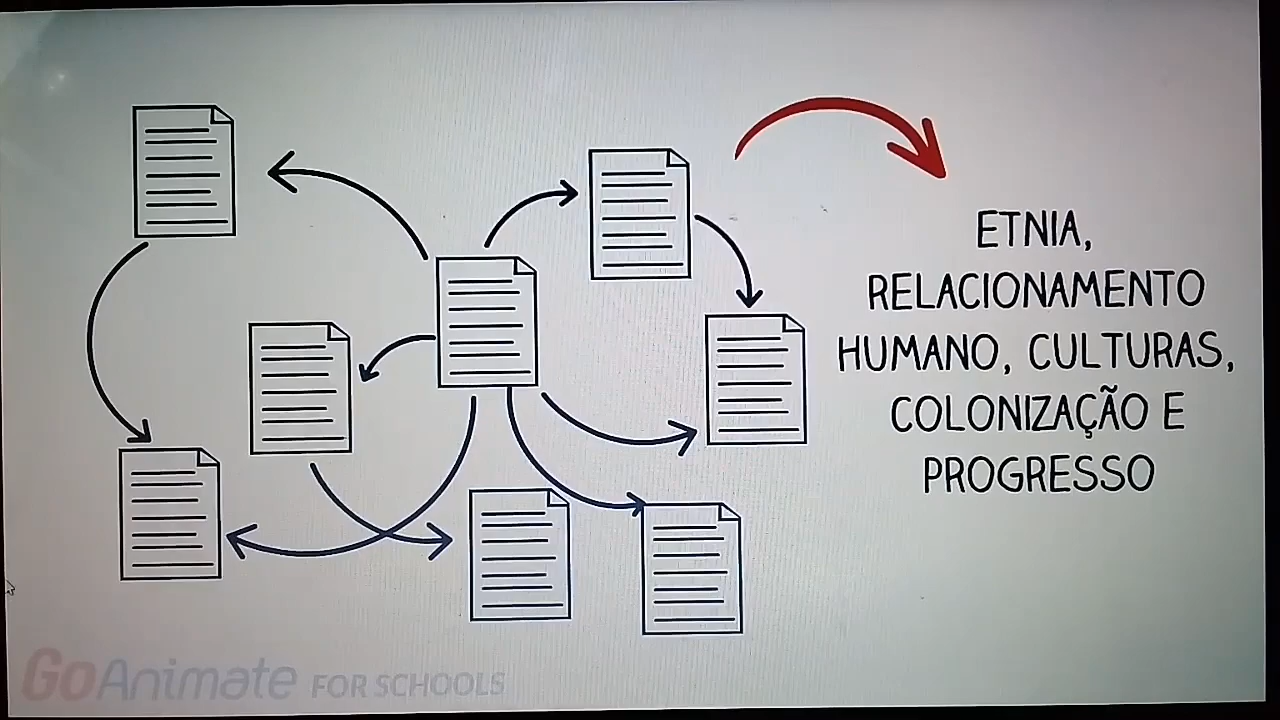 ETNIA,
RELACIONAMENTO
HUMANO, CULTURAS,
COLONIZAÇÃO E
PROGRESSO
GoAnimate FOR SCHOOLS